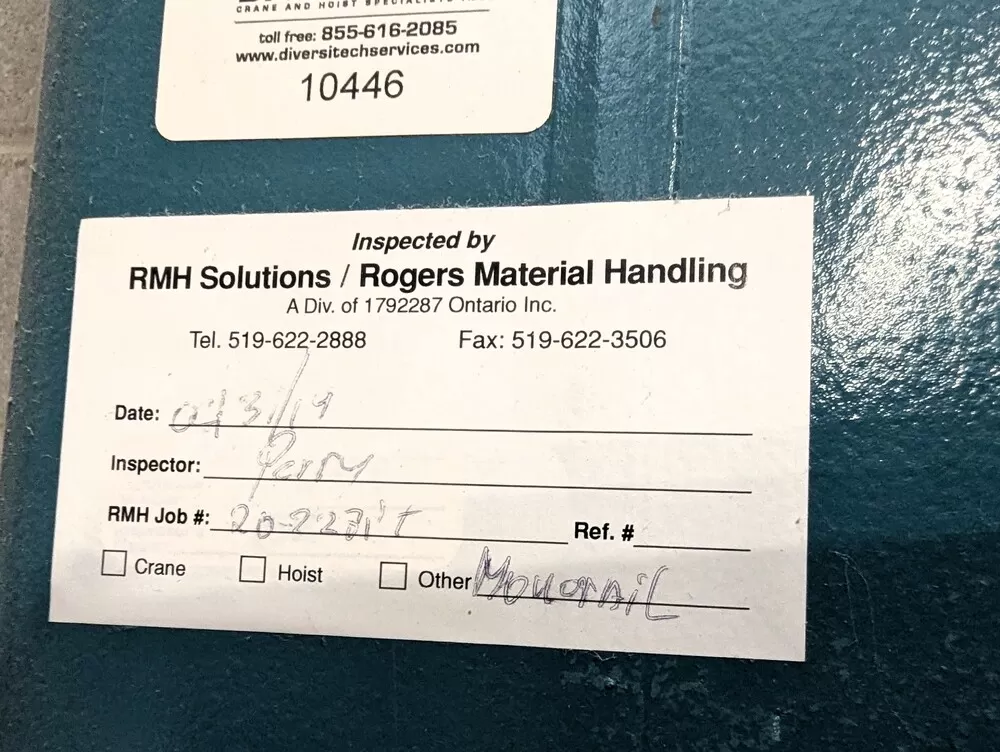 CRANE AND HOIST
toll free: 855-616-2085
www.diversitechservices.com
10446
Inspected by
RMH Solutions / Rogers Material Handling
A Div. of 1792287 Ontario Inc.
Tel. 519-622-2888 Fax: 519-622-3506
Date:
Inspector: Perry
RMH Job #:
Ref. #
Crane Hoist Other Monorail